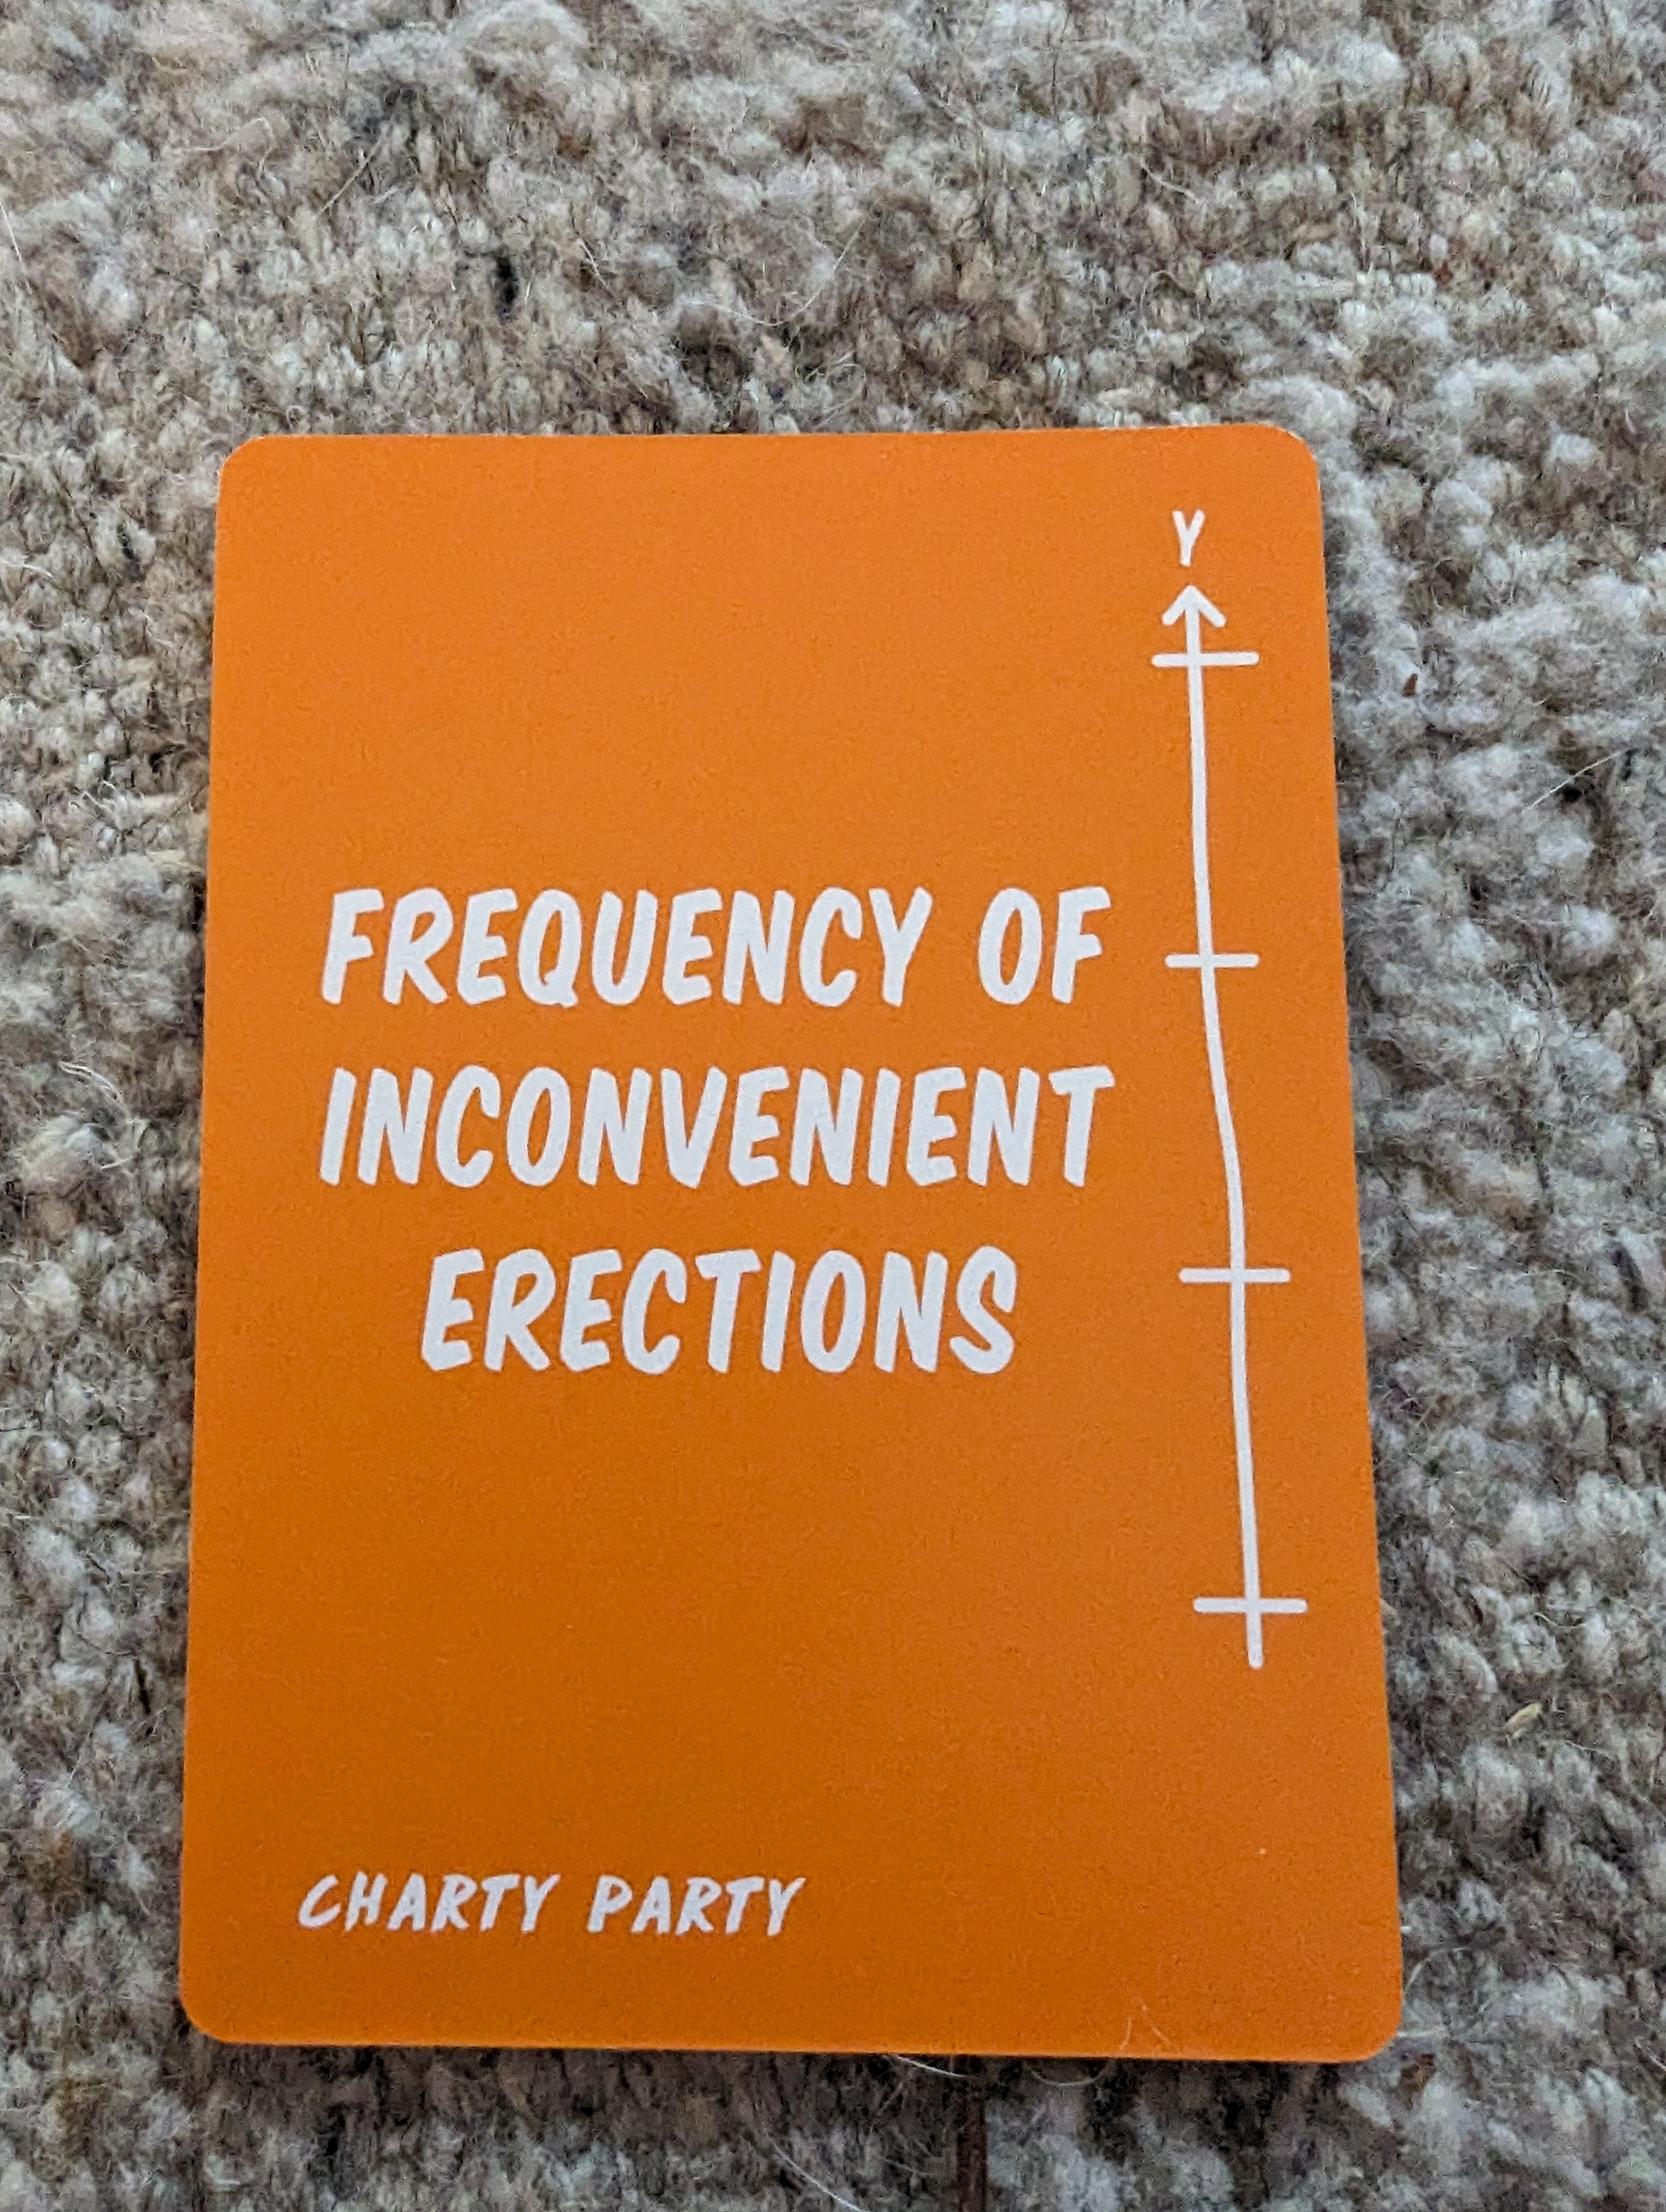 Y
FREQUENCY OF
INCONVENIENT
ERECTIONS
CHARTY PARTY